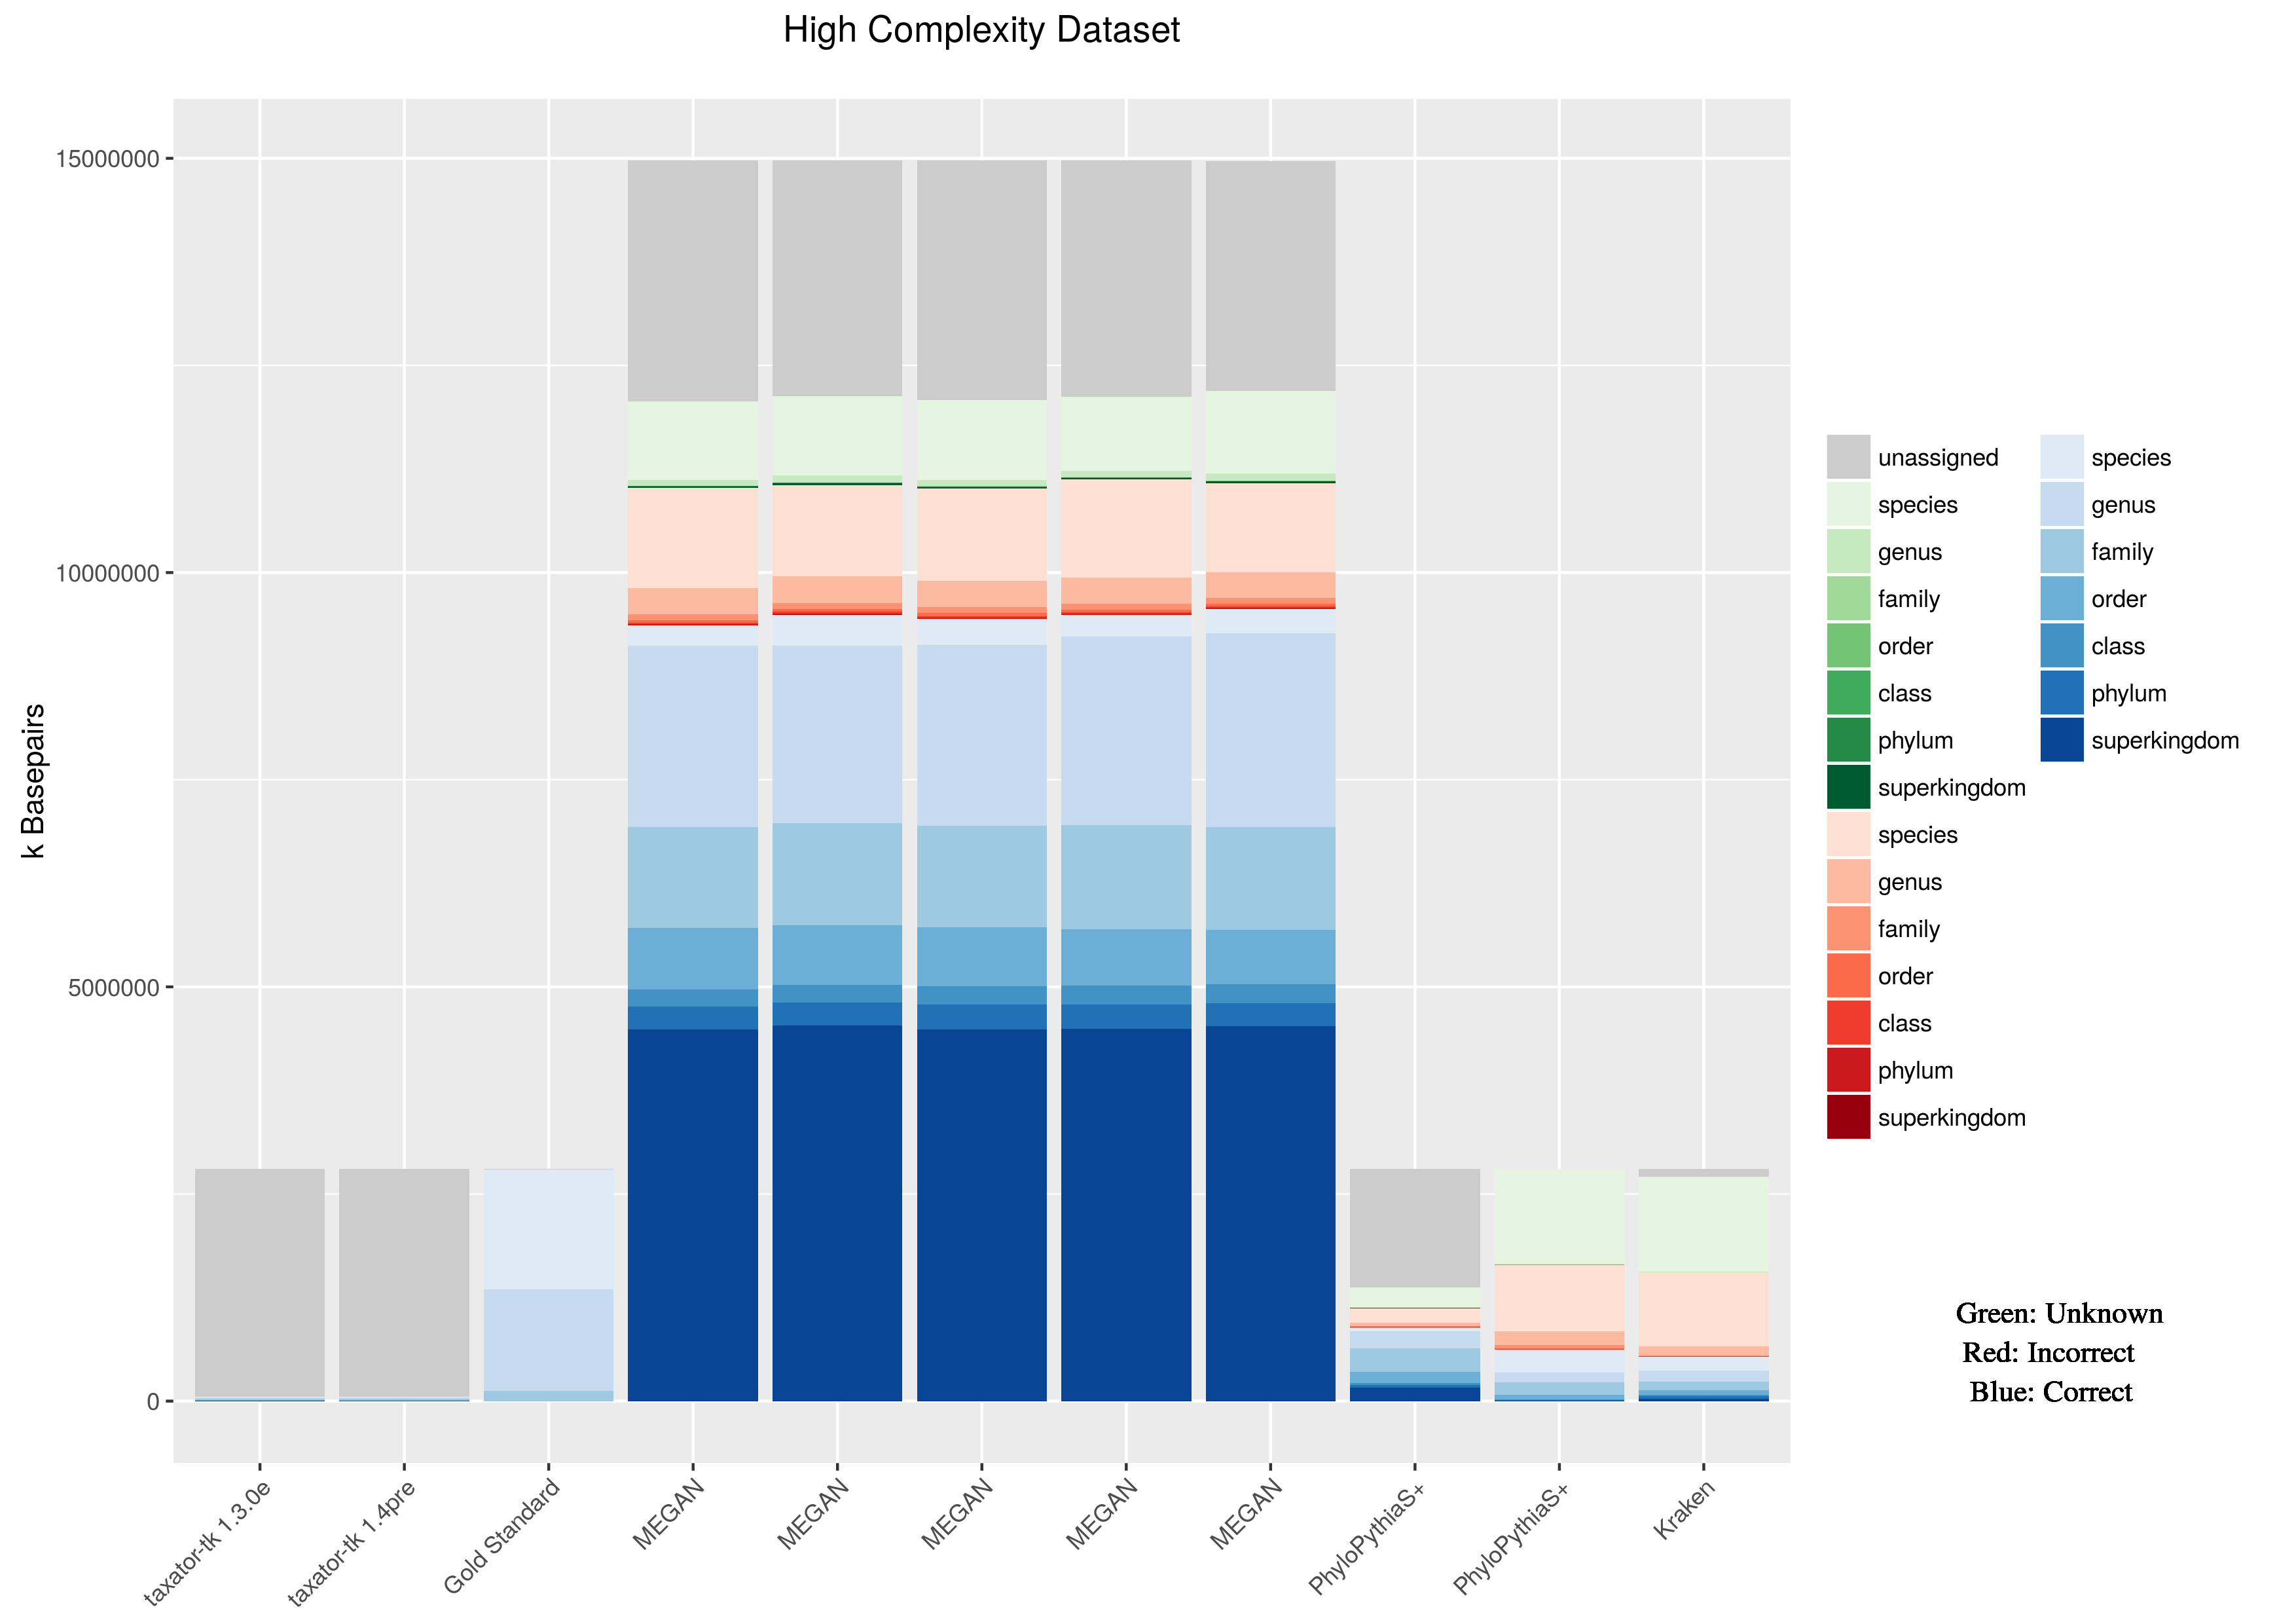 High Complexity Dataset
k Basepairs
15000000
10000000
5000000
0
taxator-tk 1.3.0e
taxator-tk 1.4pre
Gold Standard
MEGAN
MEGAN
MEGAN
MEGAN
MEGAN
PhyloPythiaS+
PhyloPythiaS+
Kraken
unassigned
species
genus
family
order
class
phylum
superkingdom
species
genus
family
order
class
phylum
superkingdom
species
genus
family
order
class
phylum
superkingdom
Green: Unknown
Red: Incorrect
Blue: Correct